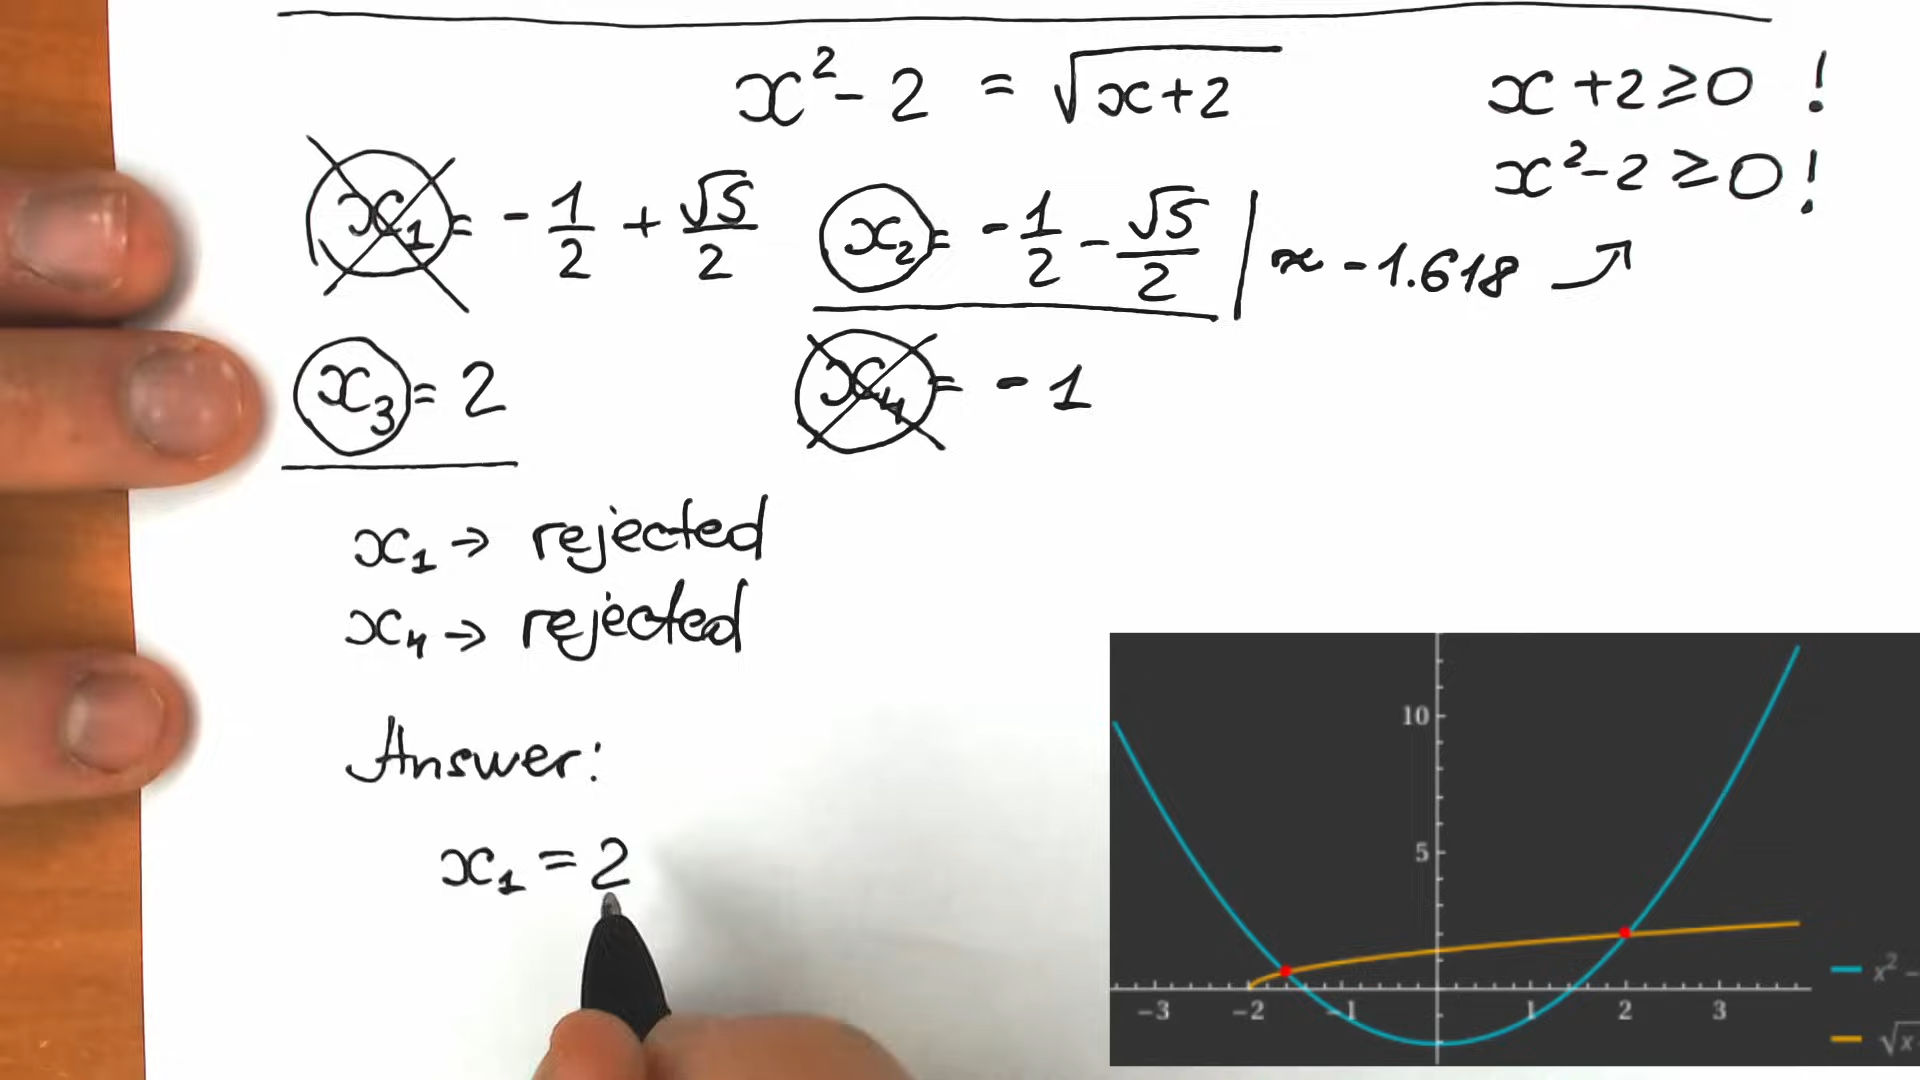 x² - 2 = √(x+2)
x + 2 ≥ 0 !
x² - 2 ≥ 0 !
x₁ = - 1/2 + √5/2
x₂ = - 1/2 - √5/2 | ≈ -1.618
x₃ = 2
x₄ = - 1
x₁ → rejected
x₄ → rejected
Answer:
x₁ = 2
10
5
-3 -2 -1 1 2 3
x² -
√x